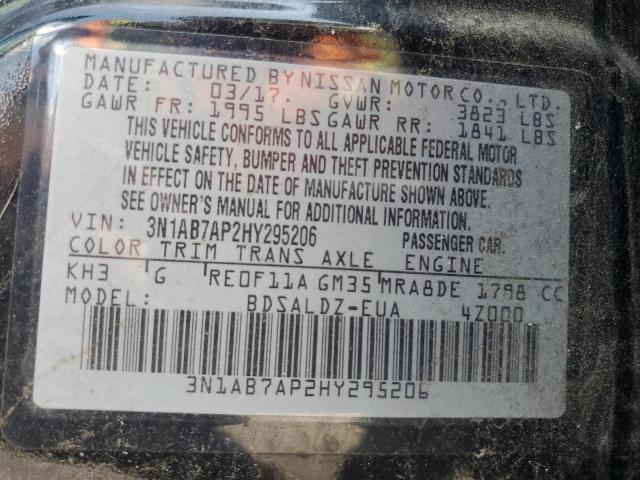 MANUFACTURED BY NISSAN MOTOR CO., LTD.
DATE: 03/17. GVWR: 3823 LBS
GAWR FR: 1995 LBS GAWR RR: 1841 LBS
THIS VEHICLE CONFORMS TO ALL APPLICABLE FEDERAL MOTOR
VEHICLE SAFETY, BUMPER AND THEFT PREVENTION STANDARDS
IN EFFECT ON THE DATE OF MANUFACTURE SHOWN ABOVE.
SEE OWNER'S MANUAL FOR ADDITIONAL INFORMATION.
VIN: 3N1AB7AP2HY295206 PASSENGER CAR.
COLOR TRIM TRANS AXLE ENGINE
KH3 G RE0F11A GM35 MRA8DE 1798 CC
MODEL: BDSALDZ-EUA 4Z000
3N1AB7AP2HY295206